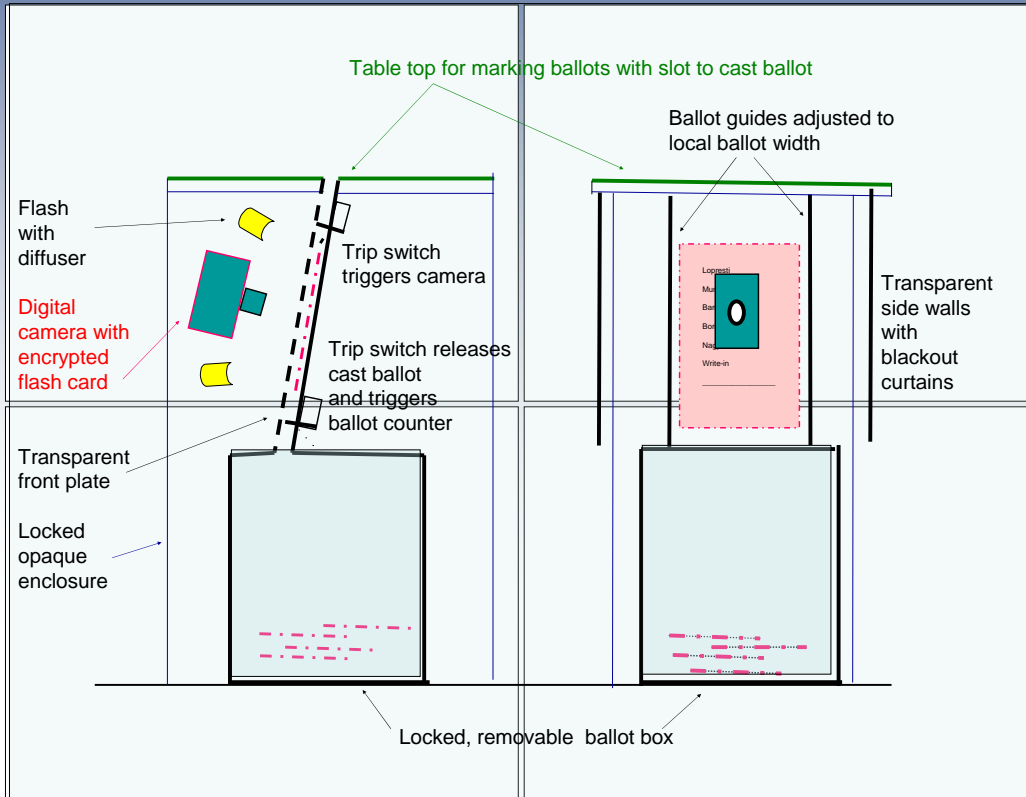 Table top for marking ballots with slot to cast ballot
Ballot guides adjusted to
local ballot width
Flash
with
diffuser
Trip switch
triggers camera
Digital
camera with
encrypted
flash card
Trip switch releases
cast ballot
and triggers
ballot counter
Lopresti
Write-in
Transparent
side walls
with
blackout
curtains
Transparent
front plate
Locked
opaque
enclosure
Locked, removable ballot box